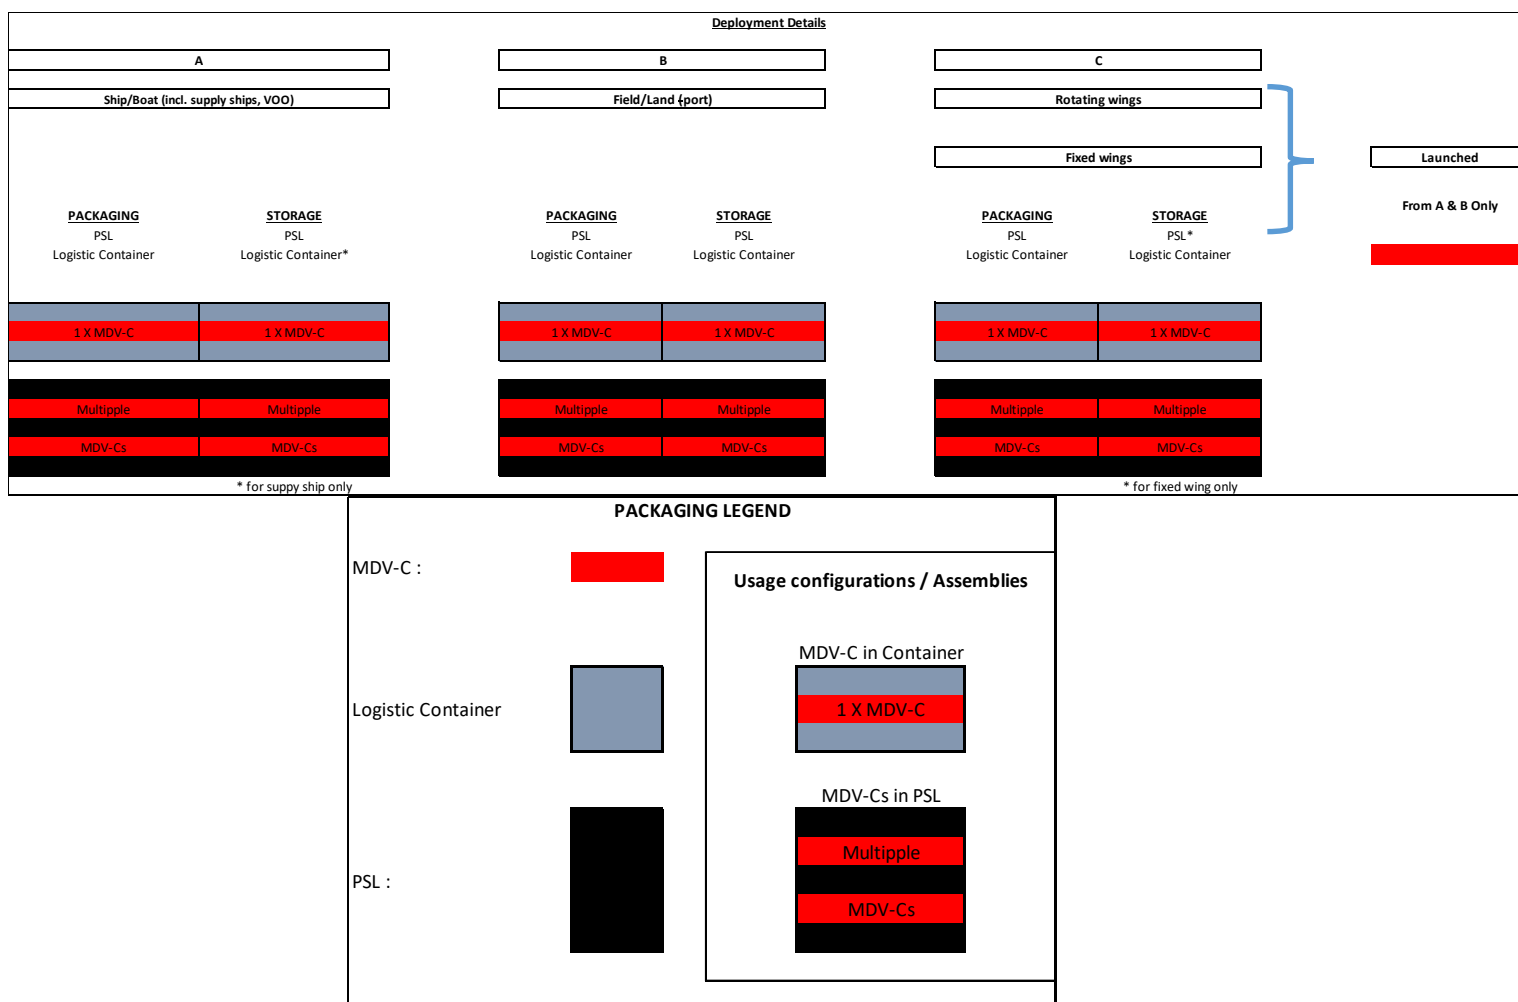 Deployment Details
A
B
C
Ship/Boat (incl. supply ships, VOO)
Field/Land (-port)
Rotating wings
Fixed wings
Launched
From A & B Only
PACKAGING
STORAGE
PACKAGING
STORAGE
PACKAGING
STORAGE
PSL
PSL
PSL
PSL
PSL
PSL*
Logistic Container
Logistic Container*
Logistic Container
Logistic Container
Logistic Container
Logistic Container
1 X MDV-C
1 X MDV-C
1 X MDV-C
1 X MDV-C
1 X MDV-C
1 X MDV-C
Multipple
Multipple
Multipple
Multipple
Multipple
Multipple
MDV-Cs
MDV-Cs
MDV-Cs
MDV-Cs
MDV-Cs
MDV-Cs
* for suppy ship only
* for fixed wing only
PACKAGING LEGEND
MDV-C :
Usage configurations / Assemblies
MDV-C in Container
Logistic Container
1 X MDV-C
MDV-Cs in PSL
Multipple
PSL :
MDV-Cs